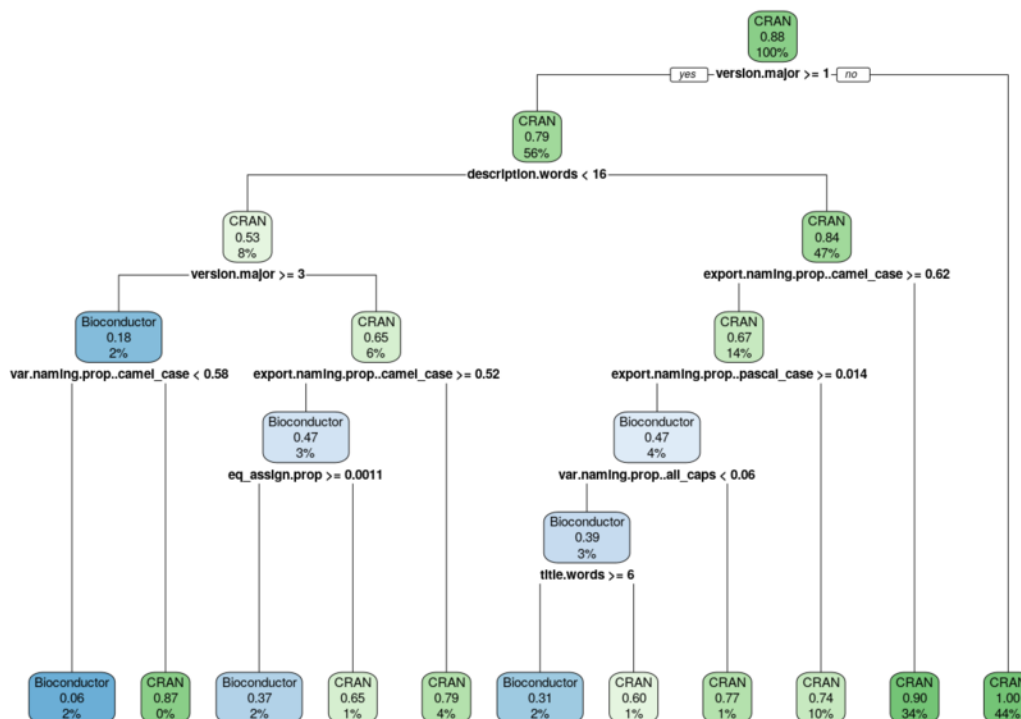 CRAN
0.88
100%
yes version.major >= 1 no
CRAN
0.79
56%
description.words < 16
CRAN
0.53
8%
version.major >= 3
CRAN
0.84
47%
export.naming.prop..camel_case >= 0.62
Bioconductor
0.18
2%
var.naming.prop..camel_case < 0.58
CRAN
0.65
6%
export.naming.prop..camel_case >= 0.52
CRAN
0.67
14%
export.naming.prop..pascal_case >= 0.014
Bioconductor
0.47
3%
eq_assign.prop >= 0.0011
Bioconductor
0.47
4%
var.naming.prop..all_caps < 0.06
Bioconductor
0.39
3%
title.words >= 6
Bioconductor
0.06
2%
CRAN
0.87
0%
Bioconductor
0.37
2%
CRAN
0.65
1%
CRAN
0.79
4%
Bioconductor
0.31
2%
CRAN
0.60
1%
CRAN
0.77
1%
CRAN
0.74
10%
CRAN
0.90
34%
CRAN
1.00
44%